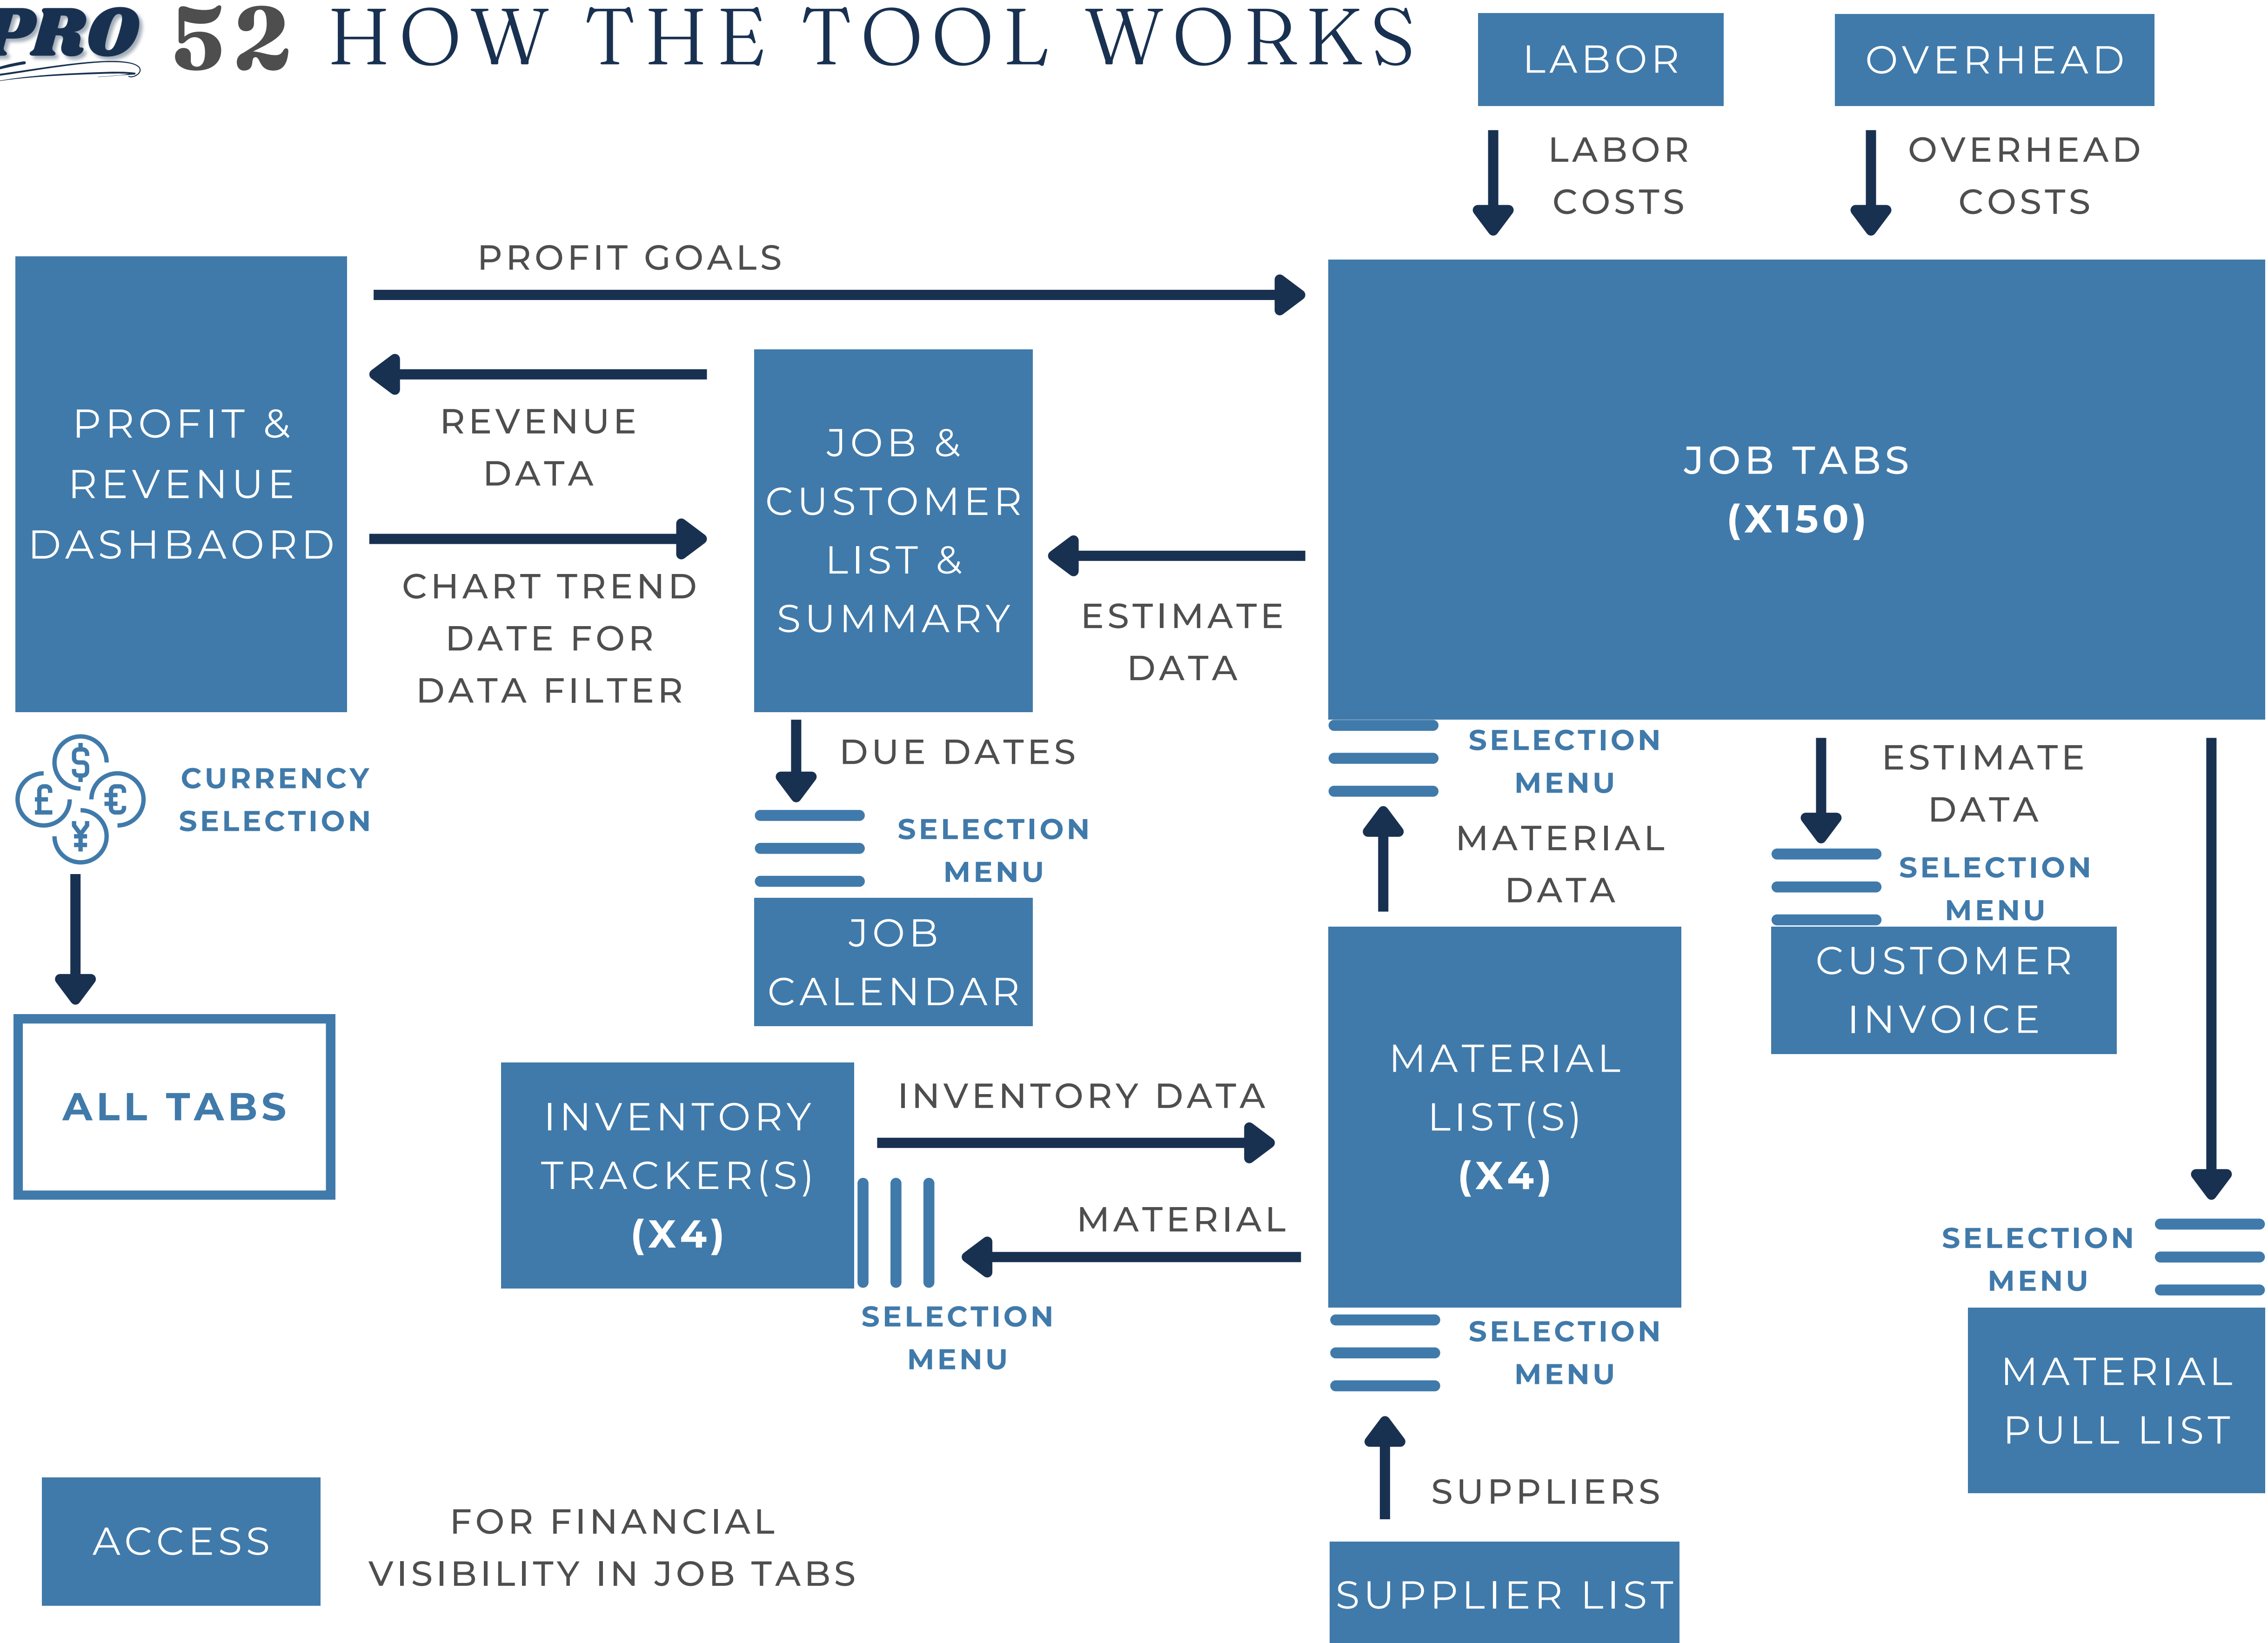 PRO 52 HOW THE TOOL WORKS
LABOR
OVERHEAD
LABOR
COSTS
OVERHEAD
COSTS
PROFIT GOALS
PROFIT &
REVENUE
DASHBAORD
REVENUE
DATA
CHART TREND
DATE FOR
DATA FILTER
JOB &
CUSTOMER
LIST &
SUMMARY
ESTIMATE
DATA
JOB TABS
(X150)
$
£
€
¥
CURRENCY
SELECTION
DUE DATES
SELECTION
MENU
JOB
CALENDAR
SELECTION
MENU
MATERIAL
DATA
ESTIMATE
DATA
SELECTION
MENU
CUSTOMER
INVOICE
ALL TABS
INVENTORY
TRACKER(S)
(X4)
INVENTORY DATA
MATERIAL
SELECTION
MENU
MATERIAL
LIST(S)
(X4)
SELECTION
MENU
SELECTION
MENU
MATERIAL
PULL LIST
SUPPLIERS
SUPPLIER LIST
ACCESS
FOR FINANCIAL
VISIBILITY IN JOB TABS